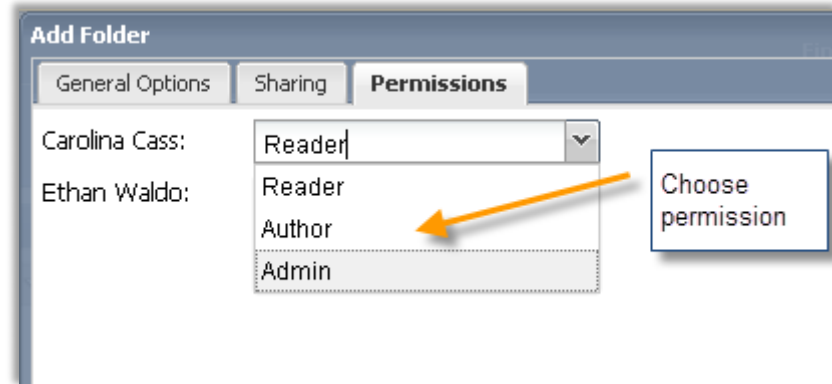 Add Folder
General Options Sharing Permissions
Carolina Cass: Reader
Ethan Waldo: Reader
Author
Admin
Choose
permission